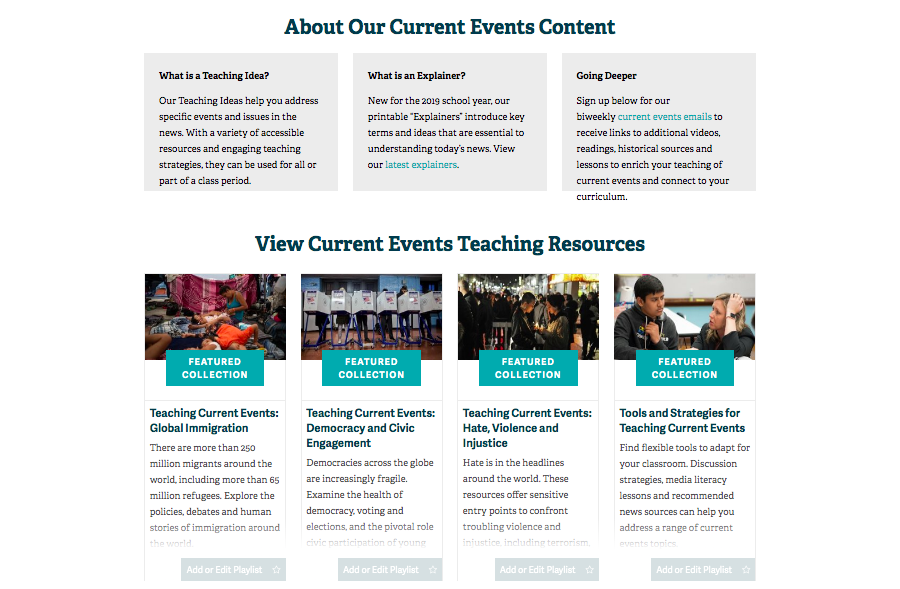 About Our Current Events Content
What is a Teaching Idea?
Our Teaching Ideas help you address
specific events and issues in the
news. With a variety of accessible
resources and engaging teaching
strategies, they can be used for all or
part of a class period.
What is an Explainer?
New for the 2019 school year, our
printable "Explainers" introduce key
terms and ideas that are essential to
understanding today's news. View
our latest explainers.
Going Deeper
Sign up below for our
biweekly current events emails to
receive links to additional videos,
readings, historical sources and
lessons to enrich your teaching of
current events and connect to your
curriculum.
View Current Events Teaching Resources
FEATURED
COLLECTION
Teaching Current Events:
Global Immigration
There are more than 250
million migrants around the
world, including more than 65
million refugees. Explore the
policies, debates and human
stories of immigration around
the world.
Add or Edit Playlist
FEATURED
COLLECTION
Teaching Current Events:
Democracy and Civic
Engagement
Democracies across the globe
are increasingly fragile.
Examine the health of
democracy, voting and
elections, and the pivotal role
civic participation of young
Add or Edit Playlist
FEATURED
COLLECTION
Teaching Current Events:
Hate, Violence and
Injustice
Hate is in the headlines
around the world. These
resources offer sensitive
entry points to confront
troubling violence and
injustice, including terrorism,
Add or Edit Playlist
FEATURED
COLLECTION
Tools and Strategies for
Teaching Current Events
Find flexible tools to adapt for
your classroom. Discussion
strategies, media literacy
lessons and recommended
news sources can help you
address a range of current
events topics.
Add or Edit Playlist